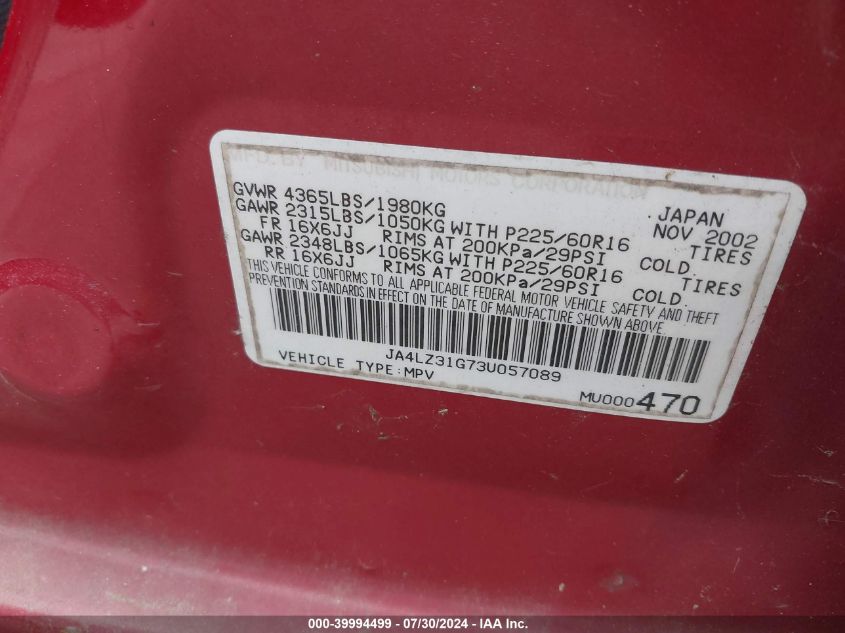 MFD. BY MITSUBISHI MOTORS CORPORATION
GVWR 4365LBS/1980KG JAPAN
GAWR 2315LBS/1050KG WITH P225/60R16 NOV 2002
FR 16X6JJ RIMS AT 200KPa/29PSI TIRES
GAWR 2348LBS/1065KG WITH P225/60R16 COLD.
RR 16X6JJ RIMS AT 200KPa/29PSI TIRES
COLD.
THIS VEHICLE CONFORMS TO ALL APPLICABLE FEDERAL MOTOR VEHICLE SAFETY AND THEFT
PREVENTION STANDARDS IN EFFECT ON THE DATE OF MANUFACTURE SHOWN ABOVE.
JA4LZ31G73U057089
VEHICLE TYPE:MPV
MU000470
000-39994499 - 07/30/2024 - IAA Holdings, LLC.